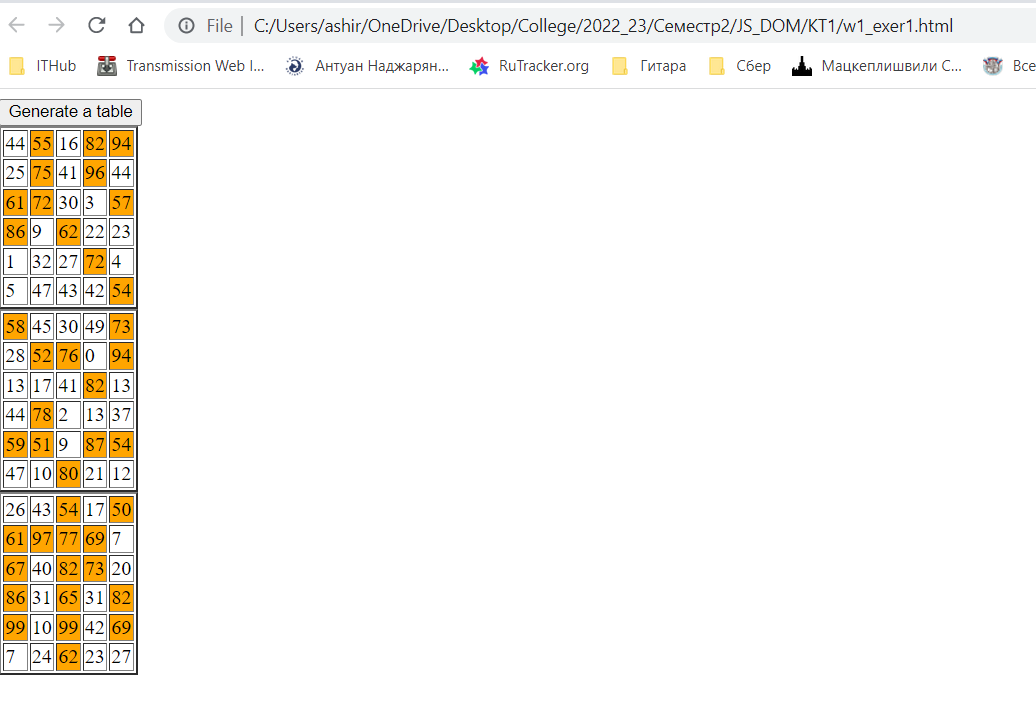 File | C:/Users/ashir/OneDrive/Desktop/College/2022_23/Семестр2/JS_DOM/KT1/w1_exer1.html
ITHub Transmission Web I... Антуан Наджарян... RuTracker.org Гитара Сбер Мацкеплишвили С... Все
Generate a table
44 55 16 82 94
25 75 41 96 44
61 72 30 3 57
86 9 62 22 23
1 32 27 72 4
5 47 43 42 54
58 45 30 49 73
28 52 76 0 94
13 17 41 82 13
44 78 2 13 37
59 51 9 87 54
47 10 80 21 12
26 43 54 17 50
61 97 77 69 7
67 40 82 73 20
86 31 65 31 82
99 10 99 42 69
7 24 62 23 27